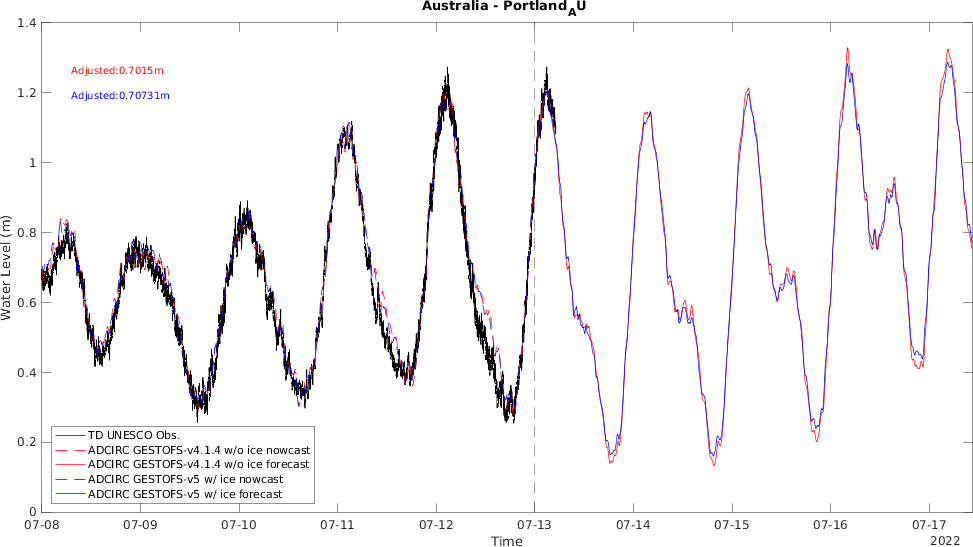 Australia - Portland_AU
Adjusted:0.7015m
Adjusted:0.70731m
1.4
1.2
1
0.8
0.6
0.4
0.2
0
Water Level (m)
TD UNESCO Obs.
ADCIRC GESTOFS-v4.1.4 w/o ice nowcast
ADCIRC GESTOFS-v4.1.4 w/o ice forecast
ADCIRC GESTOFS-v5 w/ ice nowcast
ADCIRC GESTOFS-v5 w/ ice forecast
07-08 07-09 07-10 07-11 07-12 07-13 07-14 07-15 07-16 07-17
Time
2022